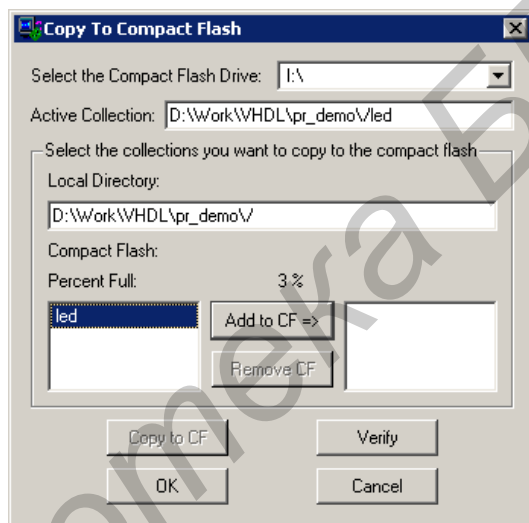 Copy To Compact Flash
Select the Compact Flash Drive: I:\
Active Collection: D:\Work\VHDL\pr_demo\/led
Select the collections you want to copy to the compact flash
Local Directory:
D:\Work\VHDL\pr_demo\/
Compact Flash:
Percent Full: 3 %
led
Add to CF =>
Remove CF
Copy to CF Verify
OK Cancel